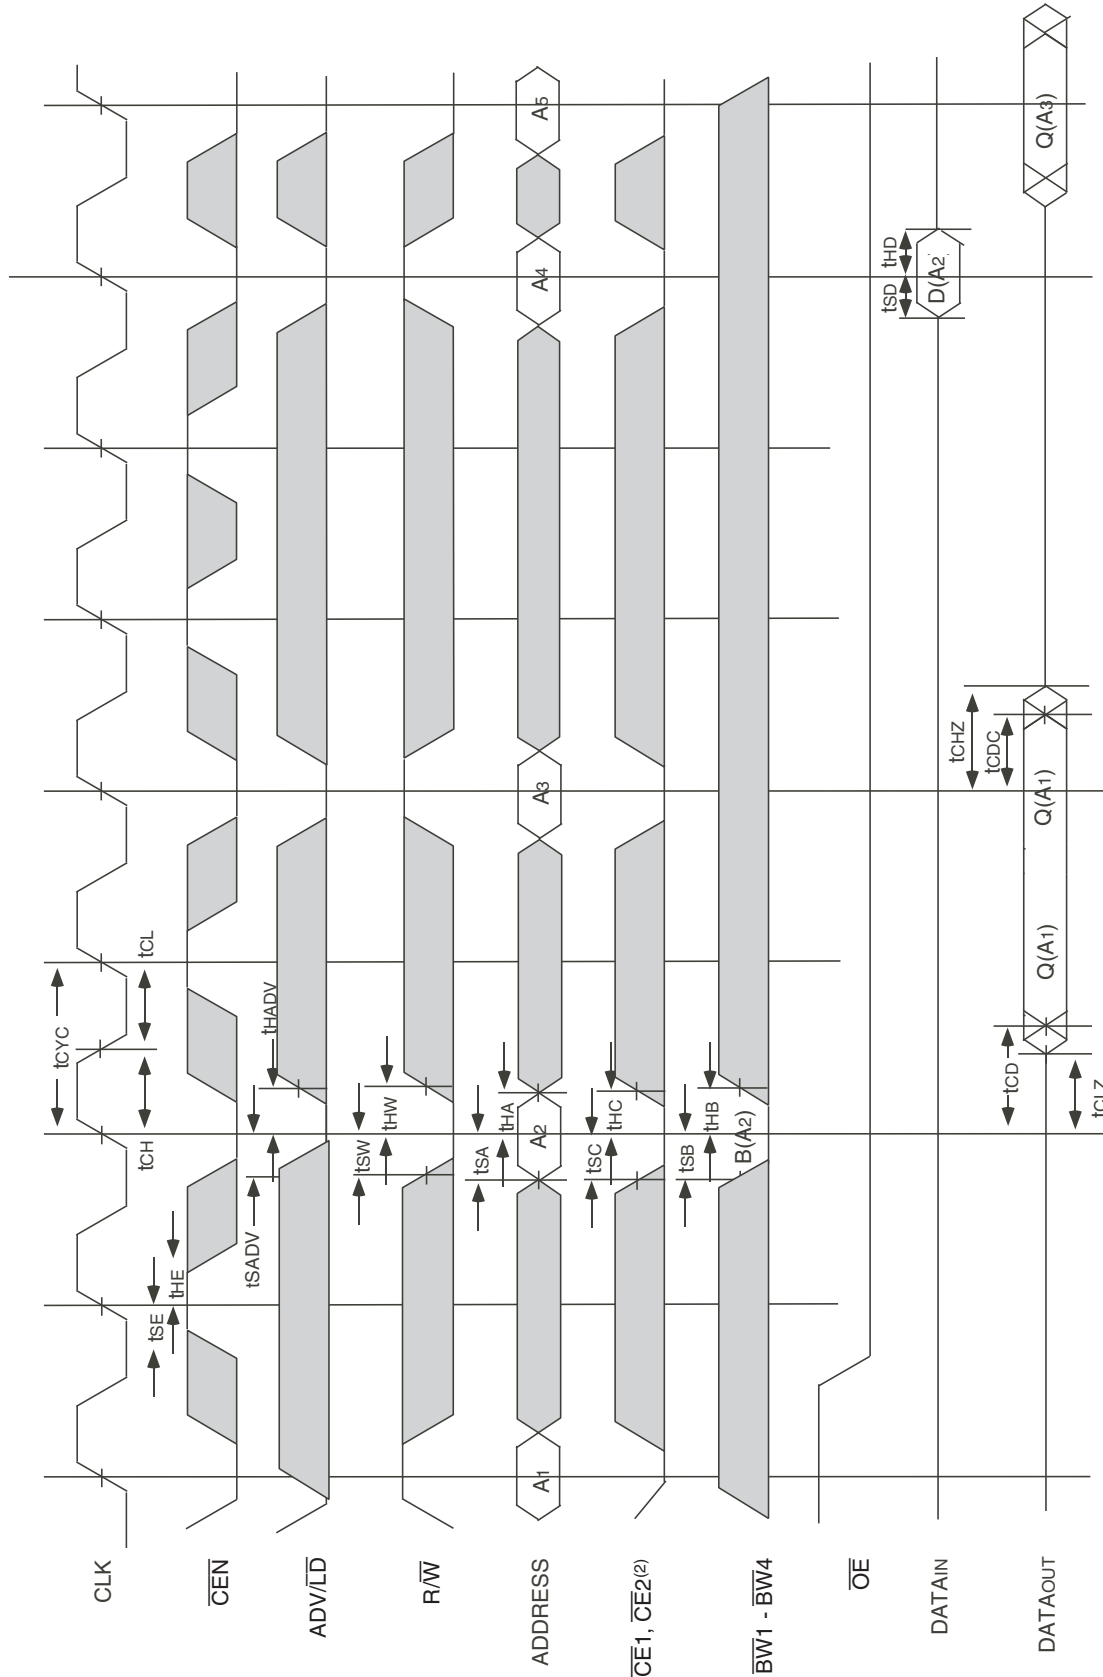 CLK
tCYC
tCH
tCL
CEN
tSE
tHE
ADV/LD
tSADV
tHADV
R/W
tSW
tHW
ADDRESS
A1
A2
A3
A4
A5
tSA
tHA
CE1, CE2(2)
tSC
tHC
BW1 - BW4
tSB
tHB
B(A2)
OE
DATAIN
tSD
tHD
D(A2)
DATAOUT
tCLZ
tCD
Q(A1)
Q(A1)
tCDC
tCHZ
Q(A3)